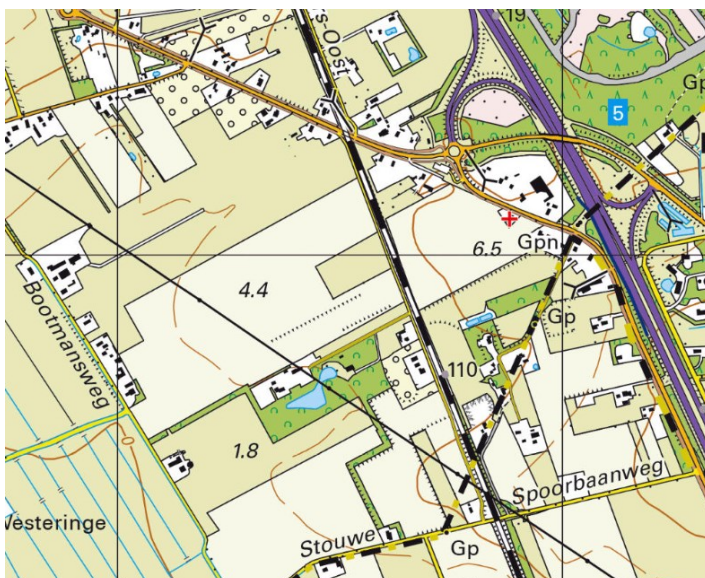 19
s-Oost
Gp
5
Gpn
6.5
4.4
Gp
Bootmansweg
110
1.8
Spoorbaanweg
Westeringe
Stouwe
Gp